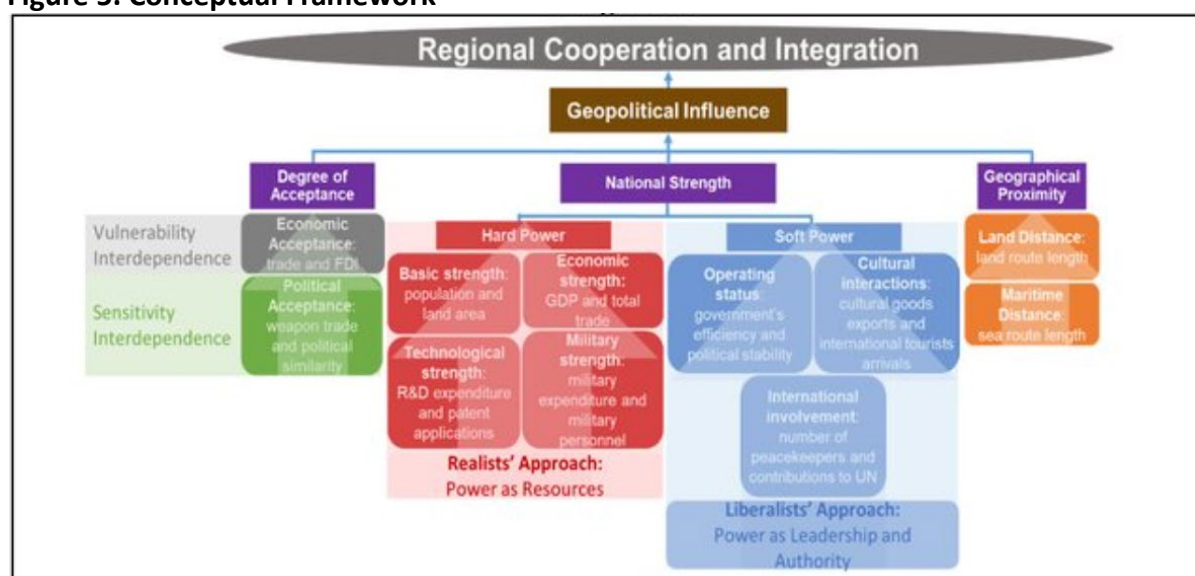 Figure 3: Conceptual Framework
Regional Cooperation and Integration
Geopolitical Influence
Degree of
Acceptance
National Strength
Geographical
Proximity
Vulnerability
Interdependence
Economic
Acceptance:
trade and FDI
Sensitivity
Interdependence
Political
Acceptance:
weapon trade
and political
similarity
Hard Power
Basic strength:
population and
land area
Economic
strength:
GDP and total
trade
Technological
strength:
R&D expenditure
and patent
applications
Military
strength:
military
expenditure and
military
personnel
Realists' Approach:
Power as Resources
Soft Power
Operating
status:
government's
efficiency and
political stability
Cultural
interactions:
cultural goods
exports and
international tourists
arrivals
International
involvement:
number of
peacekeepers and
contributions to UN
Liberalists' Approach:
Power as Leadership and
Authority
Land Distance:
land route length
Maritime
Distance:
sea route length